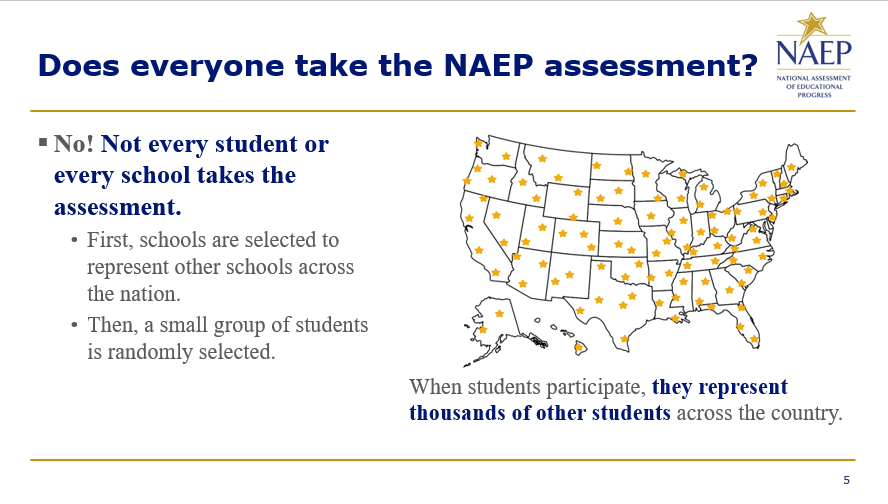 Does everyone take the NAEP assessment?
NAEP
NATIONAL ASSESSMENT
OF EDUCATIONAL
PROGRESS
▪ No! Not every student or
every school takes the
assessment.
• First, schools are selected to
represent other schools across
the nation.
• Then, a small group of students
is randomly selected.
When students participate, they represent
thousands of other students across the country.
5